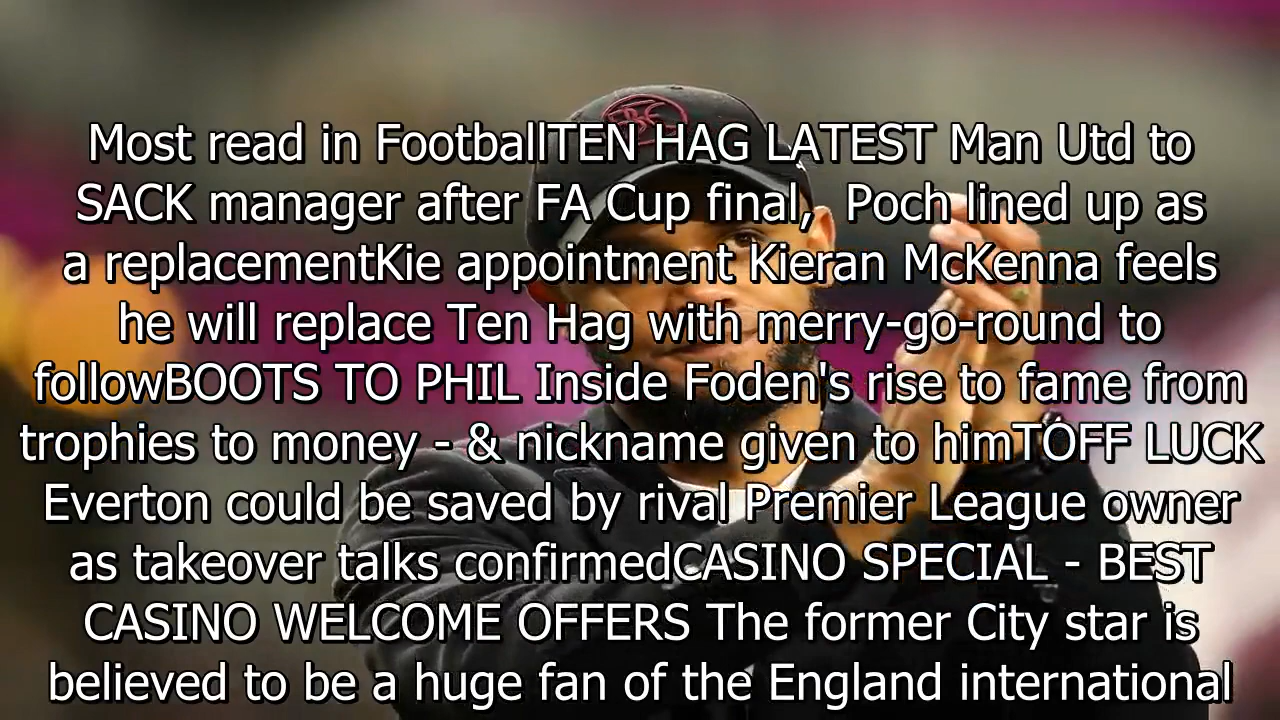 Most read in FootballTEN HAG LATEST Man Utd to
SACK manager after FA Cup final,  Poch lined up as
a replacementKie appointment Kieran McKenna feels
he will replace Ten Hag with merry-go-round to
followBOOTS TO PHIL Inside Foden's rise to fame from
trophies to money - & nickname given to himTOFF LUCK
Everton could be saved by rival Premier League owner
as takeover talks confirmedCASINO SPECIAL - BEST
CASINO WELCOME OFFERS The former City star is
believed to be a huge fan of the England international